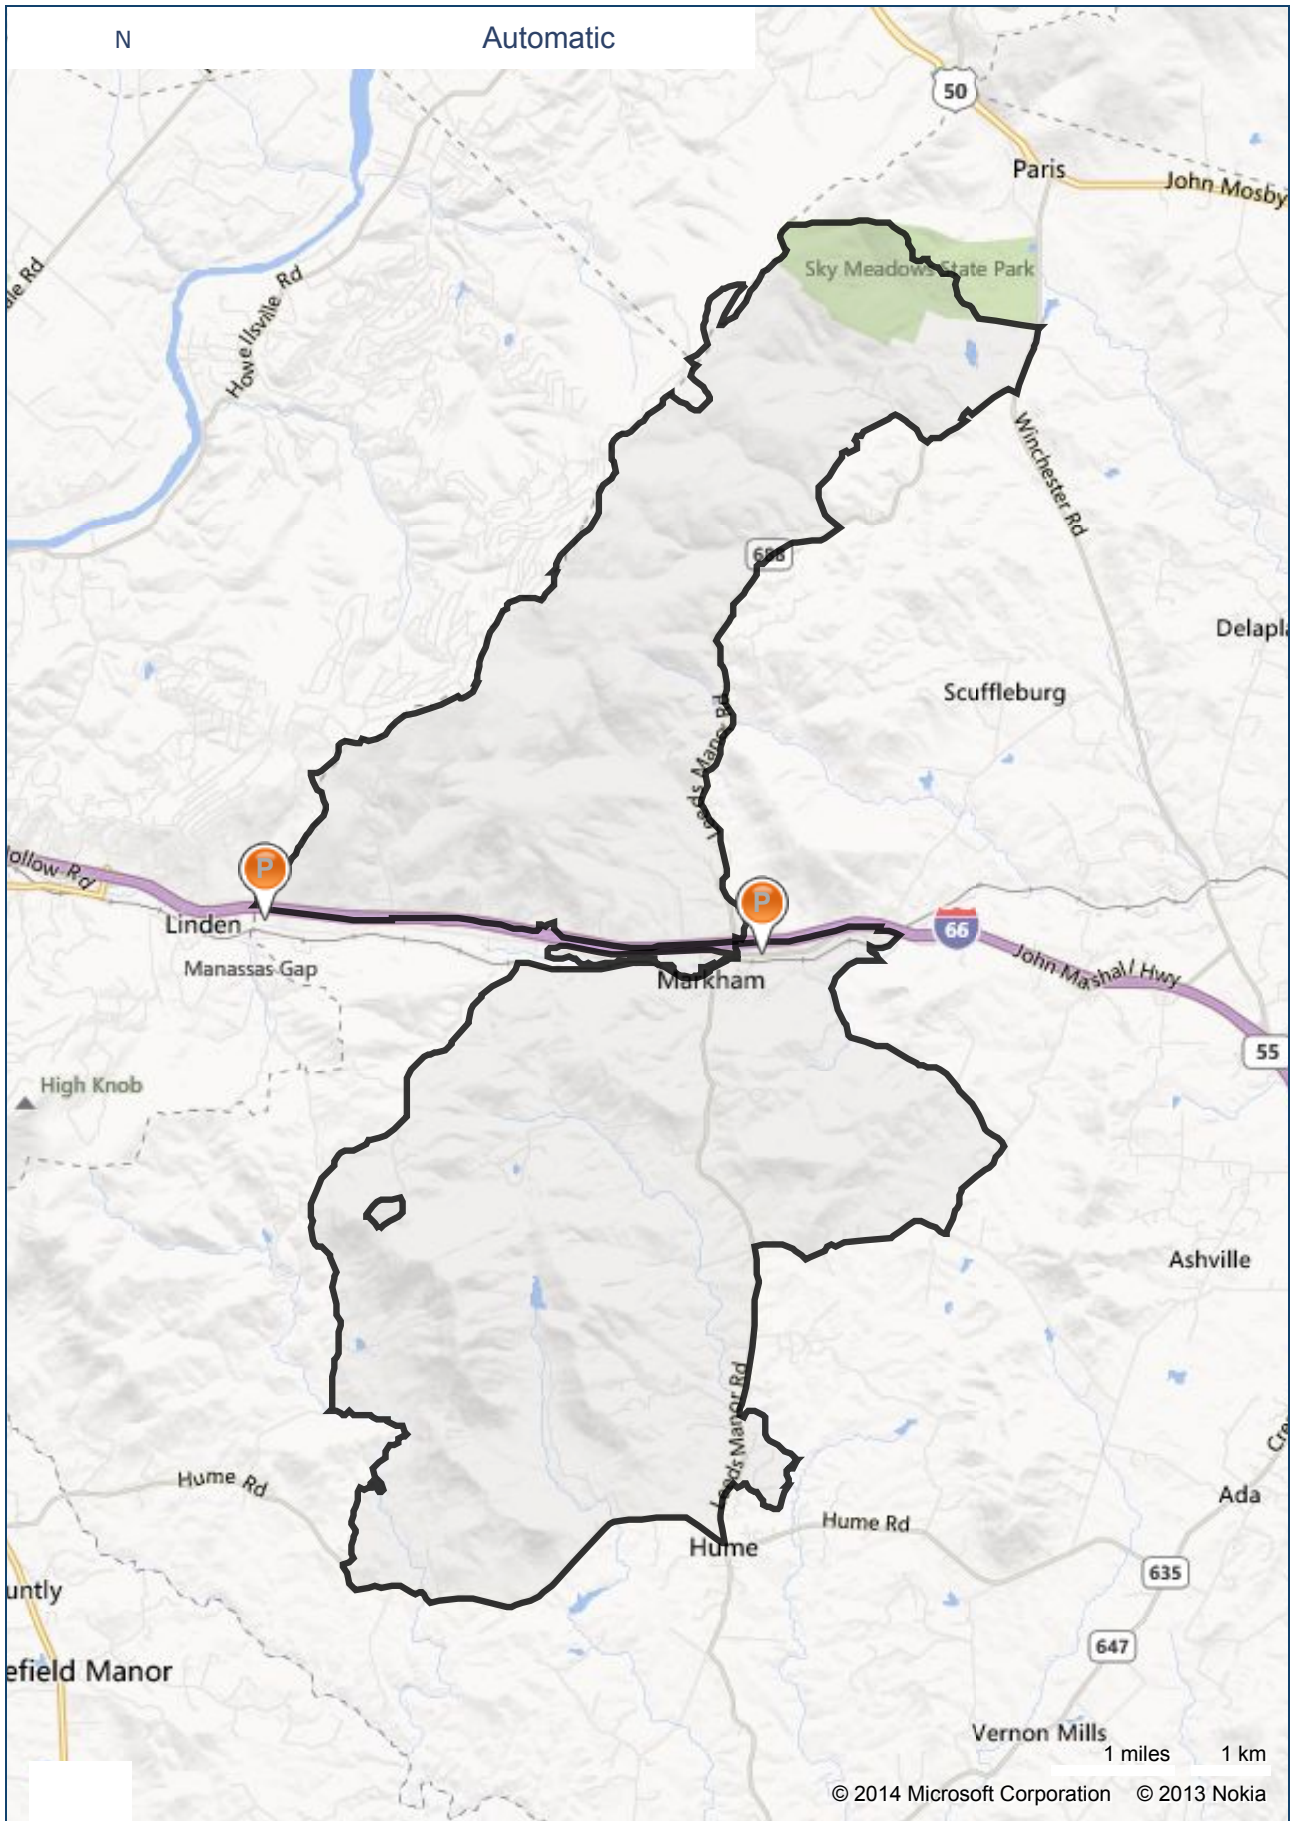 N
Automatic
50
Paris
John Mosby
ale Rd
Sky Meadows State Park
Howellsville Rd
Winchester Rd
688
Delapla
Scuffleburg
Leeds Manor Rd
ollow Rd
P
P
Linden
66
Manassas Gap
Markham
John Marshall Hwy
55
High Knob
Ashville
Leeds Manor Rd
Cre
Hume Rd
Ada
Hume Rd
Hume
635
untly
647
efield Manor
Vernon Mills
1 miles 1 km
© 2014 Microsoft Corporation © 2013 Nokia